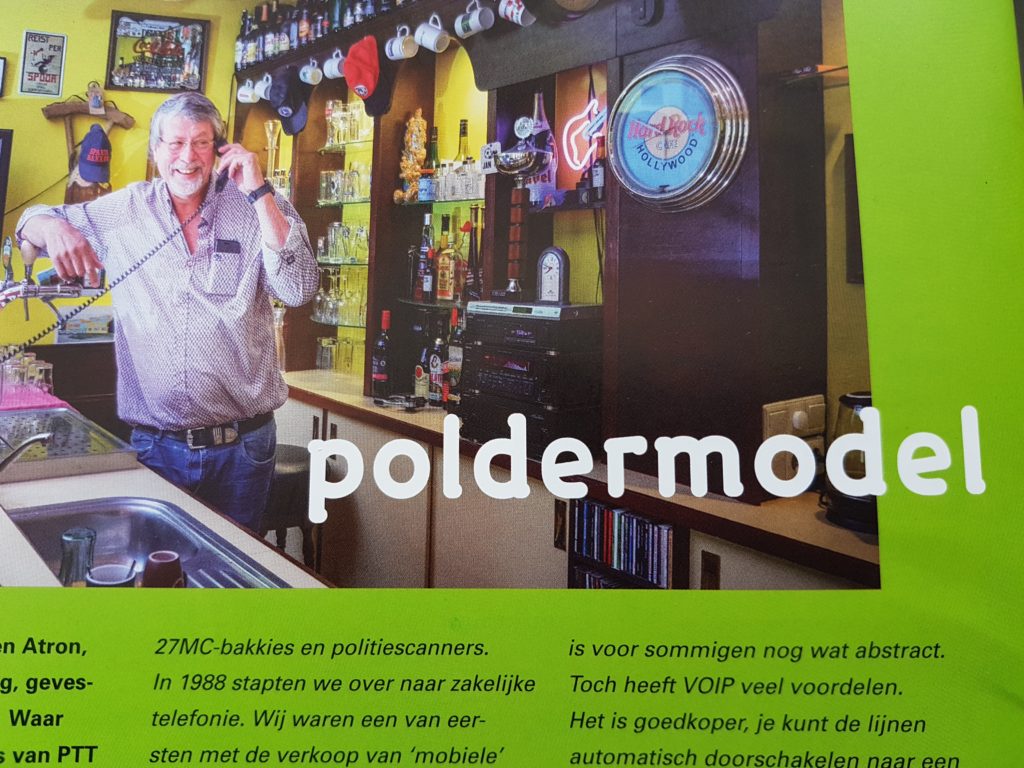 REIST
PER
SPOOR
Coca-Cola
JAN
Hard Rock
CAFE
HOLLYWOOD
poldermodel
en Atron,
g, geves-
Waar
s van PTT
27MC-bakkies en politiescanners.
In 1988 stapten we over naar zakelijke
telefonie. Wij waren een van eer-
sten met de verkoop van ‘mobiele’
is voor sommigen nog wat abstract.
Toch heeft VOIP veel voordelen.
Het is goedkoper, je kunt de lijnen
automatisch doorschakelen naar een